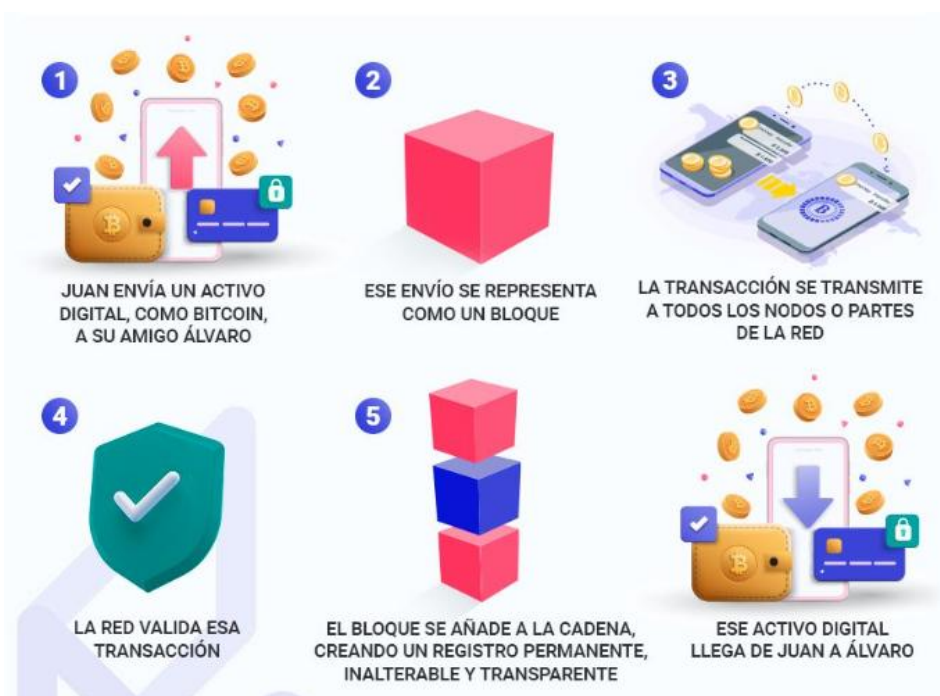 1
JUAN ENVÍA UN ACTIVO
DIGITAL, COMO BITCOIN,
A SU AMIGO ÁLVARO
2
ESE ENVÍO SE REPRESENTA
COMO UN BLOQUE
3
LA TRANSACCIÓN SE TRANSMITE
A TODOS LOS NODOS O PARTES
DE LA RED
4
LA RED VALIDA ESA
TRANSACCIÓN
5
EL BLOQUE SE AÑADE A LA CADENA,
CREANDO UN REGISTRO PERMANENTE,
INALTERABLE Y TRANSPARENTE
ESE ACTIVO DIGITAL
LLEGA DE JUAN A ÁLVARO